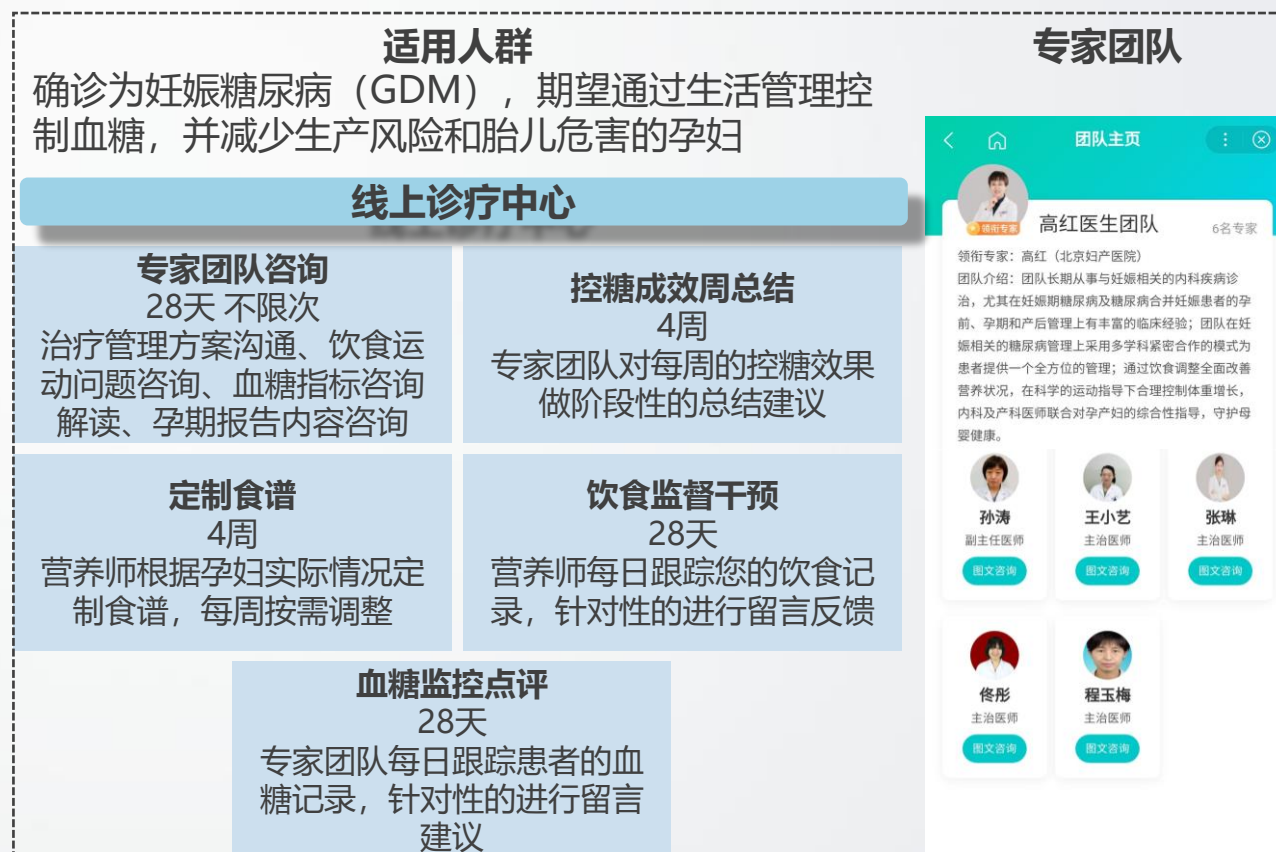 适用人群
确诊为妊娠糖尿病（GDM），期望通过生活管理控
制血糖，并减少生产风险和胎儿危害的孕妇
线上诊疗中心
专家团队咨询
28天 不限次
治疗管理方案沟通、饮食运
动问题咨询、血糖指标咨询
解读、孕期报告内容咨询
控糖成效周总结
4周
专家团队对每周的控糖效果
做阶段性的总结建议
定制食谱
4周
营养师根据孕妇实际情况定
制食谱，每周按需调整
饮食监督干预
28天
营养师每日跟踪您的饮食记
录，针对性的进行留言反馈
血糖监控点评
28天
专家团队每日跟踪患者的血
糖记录，针对性的进行留言
建议
专家团队
团队主页
领衔专家
高红医生团队
6名专家
领衔专家：高红（北京妇产医院）
团队介绍：团队长期从事与妊娠相关的内科疾病诊
治，尤其在妊娠期糖尿病及糖尿病合并妊娠患者的孕
前、孕期和产后管理上有丰富的临床经验；团队在妊
娠相关的糖尿病管理上采用多学科紧密合作的模式为
患者提供一个全方位的管理；通过饮食调整全面改善
营养状况，在科学的运动指导下合理控制体重增长，
内科及产科医师联合对孕产妇的综合性指导，守护母
婴健康。
孙涛
副主任医师
图文咨询
王小艺
主治医师
图文咨询
张琳
主治医师
图文咨询
佟彤
主治医师
图文咨询
程玉梅
主治医师
图文咨询